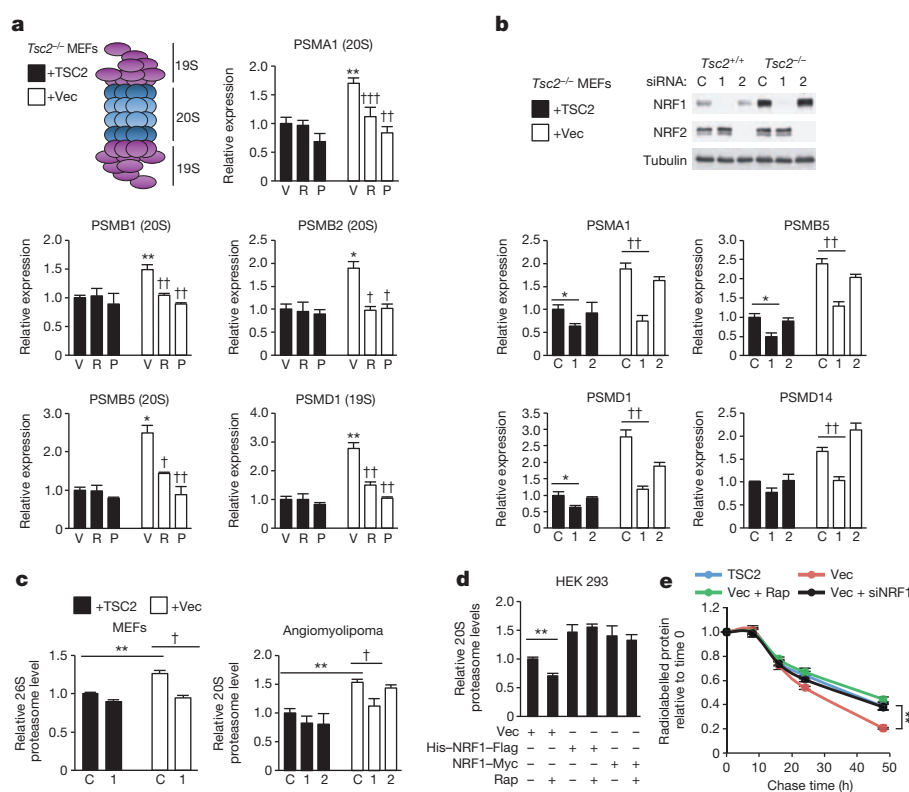 a
Tsc2–/– MEFs
+TSC2
+Vec
19S
20S
19S
PSMA1 (20S)
Relative expression
2.0
1.5
1.0
0.5
0
**
†††
††
V R P V R P
PSMB1 (20S)
Relative expression
2.0
1.5
1.0
0.5
0
**
††
††
V R P V R P
PSMB2 (20S)
Relative expression
2.5
2.0
1.5
1.0
0.5
0
*
†
†
V R P V R P
PSMB5 (20S)
Relative expression
3.0
2.0
1.0
0
*
†
††
V R P V R P
PSMD1 (19S)
Relative expression
4.0
3.0
2.0
1.0
0
**
††
††
V R P V R P
b
Tsc2–/– MEFs
+TSC2
+Vec
Tsc2+/+ Tsc2–/–
siRNA: C 1 2 C 1 2
NRF1
NRF2
Tubulin
PSMA1
Relative expression
2.5
2.0
1.5
1.0
0.5
0
*
††
C 1 2 C 1 2
PSMB5
Relative expression
3.0
2.5
2.0
1.5
1.0
0.5
0
*
††
C 1 2 C 1 2
PSMD1
Relative expression
3.5
3.0
2.5
2.0
1.5
1.0
0.5
0
*
††
C 1 2 C 1 2
PSMD14
Relative expression
2.5
2.0
1.5
1.0
0.5
0
††
C 1 2 C 1 2
c
+TSC2 +Vec
MEFs
Relative 26S
proteasome level
1.5
1.0
0.5
0
**
†
C 1 C 1
Angiomyolipoma
Relative 20S
proteasome level
2.0
1.5
1.0
0.5
0
**
†
C 1 2 C 1 2
d
HEK 293
Relative 20S
proteasome levels
2.0
1.5
1.0
0.5
0
**
Vec + + – – – –
His–NRF1–Flag – – + + – –
NRF1–Myc – – – – + +
Rap – + – + – +
e
TSC2 Vec
Vec + Rap Vec + siNRF1
Radiolabelled protein
relative to time 0
1.2
1.0
0.8
0.6
0.4
0.2
0
**
0 10 20 30 40 50
Chase time (h)